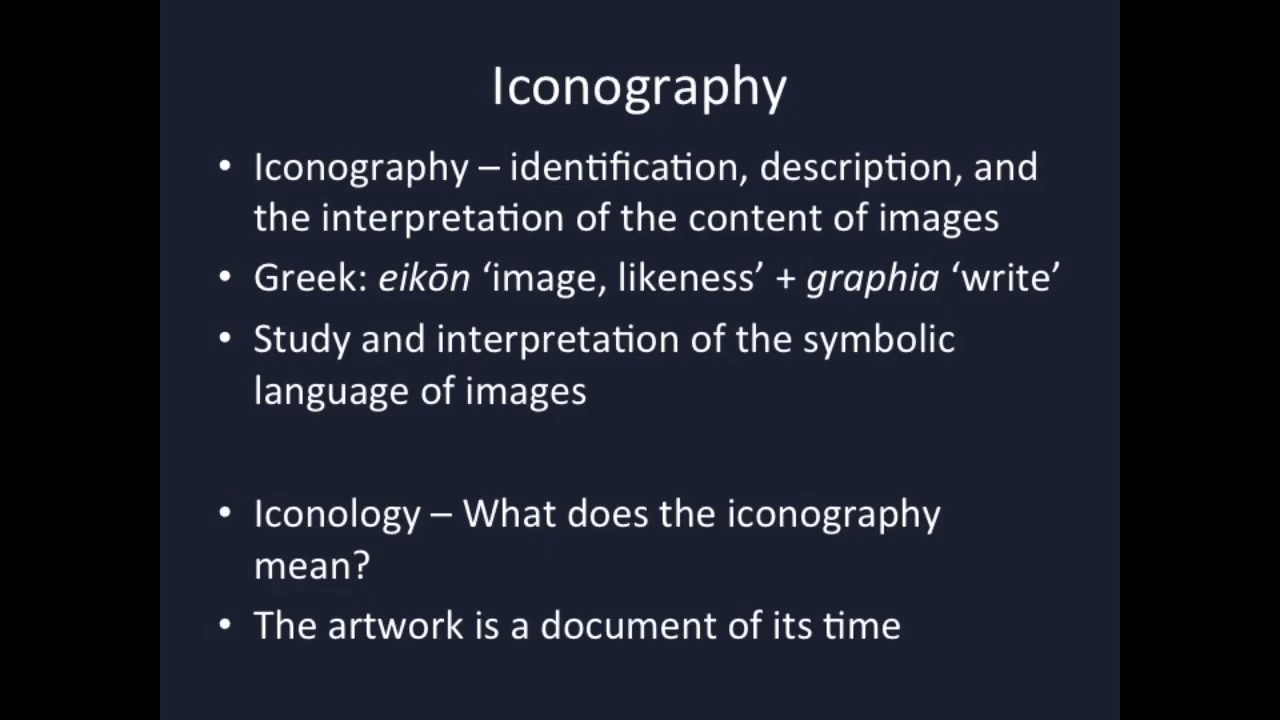 Iconography
• Iconography – identification, description, and
the interpretation of the content of images
• Greek: eikōn ‘image, likeness’ + graphia ‘write’
• Study and interpretation of the symbolic
language of images
• Iconology – What does the iconography
mean?
• The artwork is a document of its time